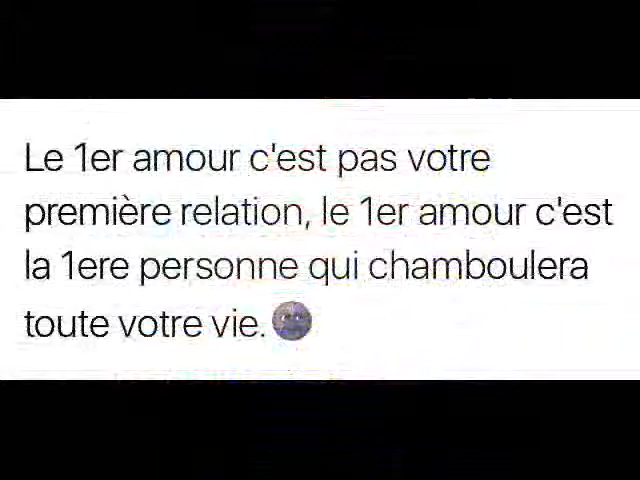 Le 1er amour c'est pas votre
première relation, le 1er amour c'est
la 1ere personne qui chamboulera
toute votre vie.🌚